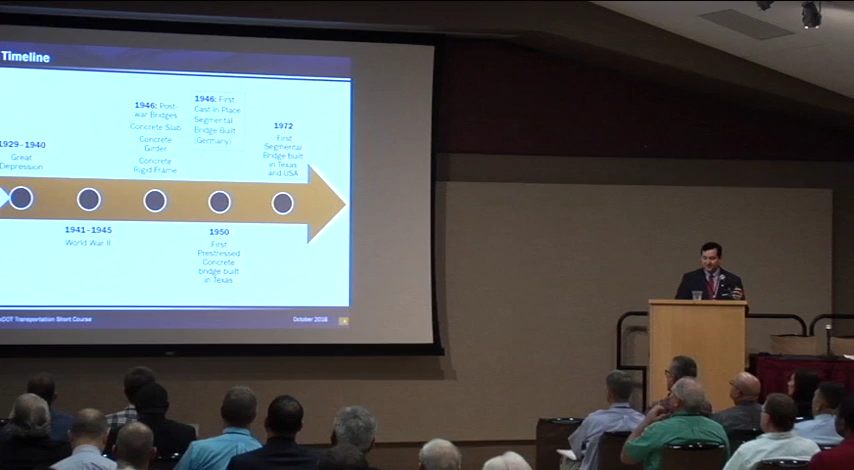 Timeline
1946: Post-
war Bridges
Concrete Slab
Concrete
Girder
Concrete
Rigid Frame
1946: First
Cast In Place
Segmental
Bridge Built
(Germany)
1972
First
Segmental
Bridge built
in Texas
and USA
1929-1940
Great
Depression
1941-1945
World War II
1950
First
Prestressed
Concrete
bridge built
in Texas
Transportation Short Course
October 2016